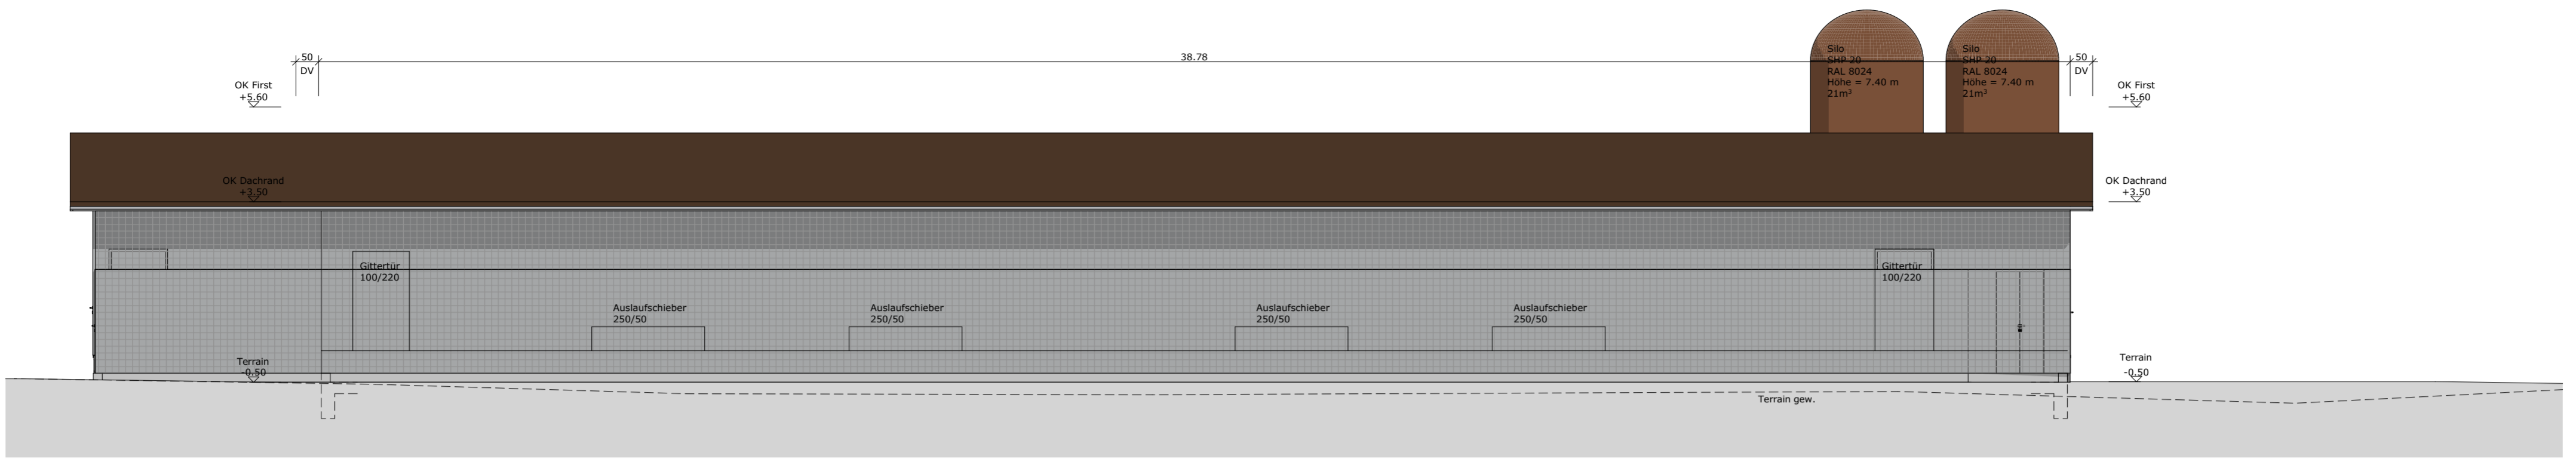 50
DV
38.78
50
DV
OK First
+5.60
Silo
SHP 20
RAL 8024
Höhe = 7.40 m
21m³
Silo
SHP 20
RAL 8024
Höhe = 7.40 m
21m³
OK First
+5.60
OK Dachrand
+3.50
OK Dachrand
+3.50
Gittertür
100/220
Gittertür
100/220
Auslaufschieber
250/50
Auslaufschieber
250/50
Auslaufschieber
250/50
Auslaufschieber
250/50
Terrain
-0.50
Terrain
-0.50
Terrain gew.